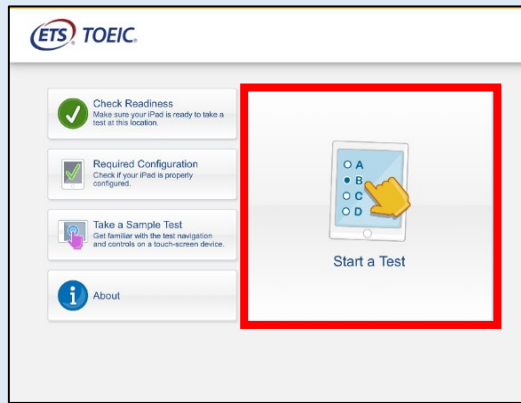 ETS TOEIC.
Check Readiness
Make sure your iPad is ready to take a
test at this location.
Required Configuration
Check if your iPad is properly
configured.
Take a Sample Test
Get familiar with the test navigation
and controls on a touch-screen device.
About
A
B
C
D
Start a Test